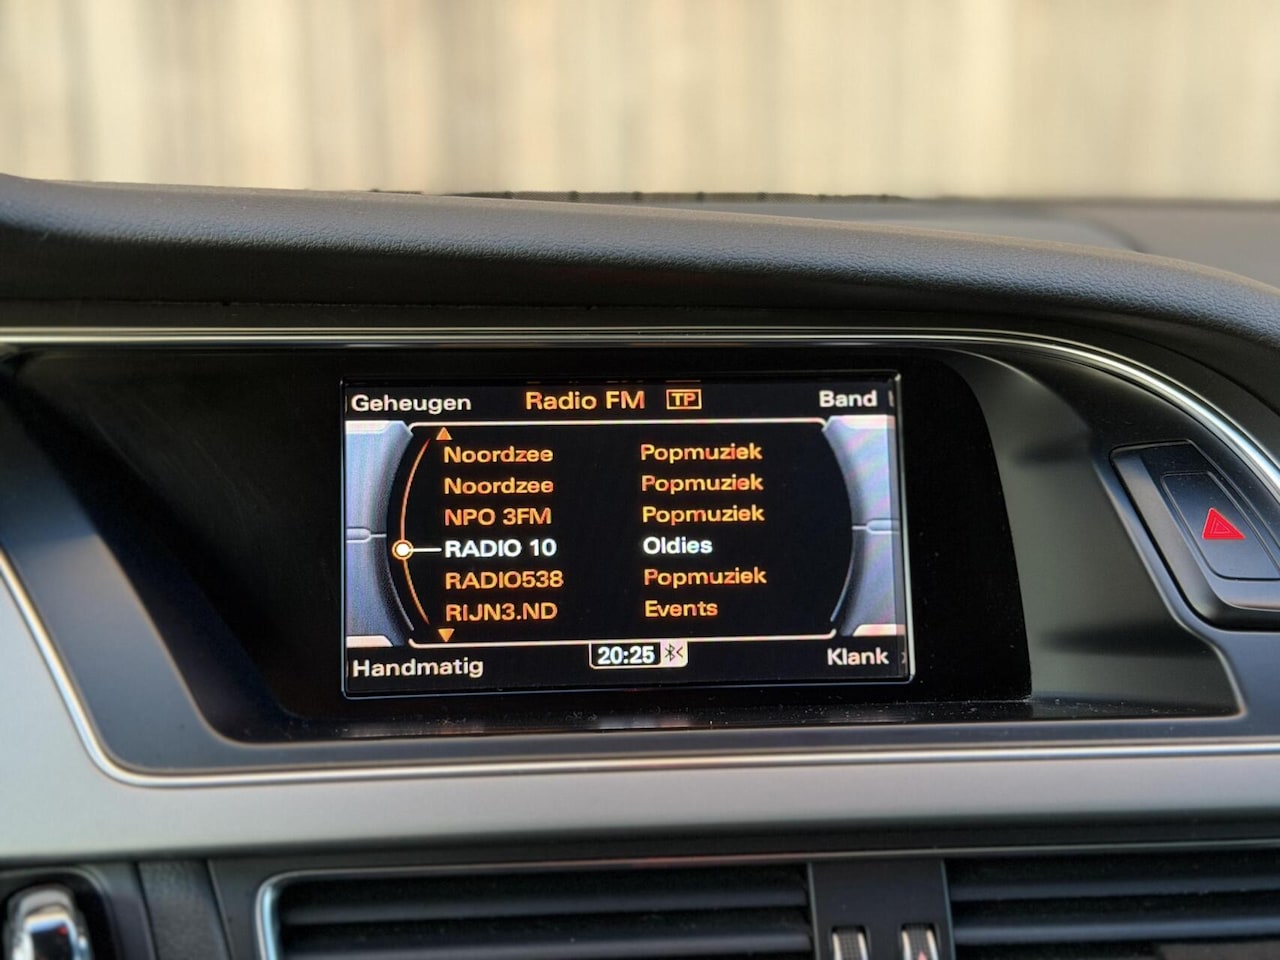 Geheugen Radio FM TP Band
Noordzee Popmuziek
Noordzee Popmuziek
NPO 3FM Popmuziek
RADIO 10 Oldies
RADIO538 Popmuziek
RIJN3.ND Events
Handmatig 20:25 Klank